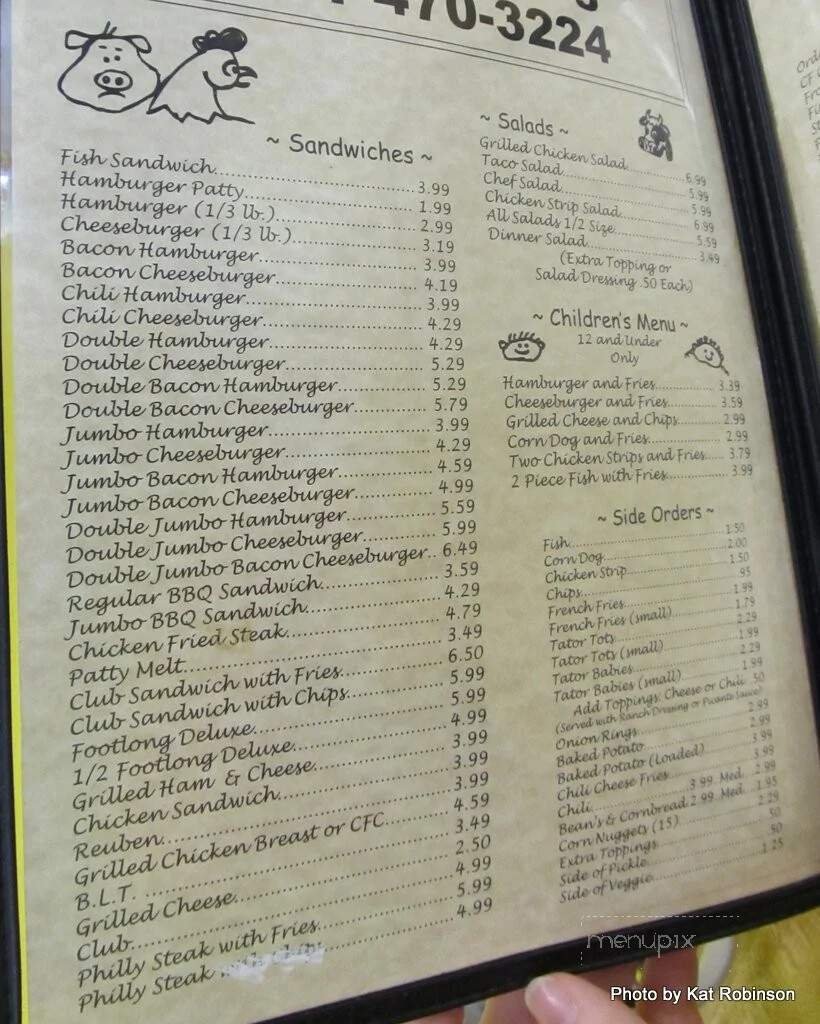 470-3224
~ Sandwiches ~
Fish Sandwich 3.99
Hamburger Patty 1.99
Hamburger (1/3 lb.) 2.99
Cheeseburger (1/3 lb.) 3.19
Bacon Hamburger 3.99
Bacon Cheeseburger 4.19
Chili Hamburger 3.99
Chili Cheeseburger 4.29
Double Hamburger 4.29
Double Cheeseburger 5.29
Double Bacon Hamburger 5.29
Double Bacon Cheeseburger 5.79
Jumbo Hamburger 3.99
Jumbo Cheeseburger 4.29
Jumbo Bacon Hamburger 4.59
Jumbo Bacon Cheeseburger 4.99
Double Jumbo Hamburger 5.59
Double Jumbo Cheeseburger 5.99
Double Jumbo Bacon Cheeseburger 6.49
Regular BBQ Sandwich 3.59
Jumbo BBQ Sandwich 4.29
Chicken Fried Steak 4.79
Patty Melt 3.49
Club Sandwich with Fries 6.50
Club Sandwich with Chips 5.99
Footlong Deluxe 5.99
1/2 Footlong Deluxe 4.99
Grilled Ham & Cheese 3.99
Chicken Sandwich 3.99
Reuben 3.99
Grilled Chicken Breast or CFC 4.59
B.L.T. 3.49
Grilled Cheese 2.50
Club 4.99
Philly Steak with Fries 5.99
Philly Steak with Chips 4.99
~ Salads ~
Grilled Chicken Salad 6.99
Taco Salad 5.99
Chef Salad 5.99
Chicken Strip Salad 6.99
All Salads 1/2 Size 5.59
Dinner Salad 3.49
(Extra Topping or
Salad Dressing .50 Each)
~ Children's Menu ~
12 and Under
Only
Hamburger and Fries 3.39
Cheeseburger and Fries 3.59
Grilled Cheese and Chips 2.99
Corn Dog and Fries 2.99
Two Chicken Strips and Fries 3.79
2 Piece Fish with Fries 3.99
~ Side Orders ~
Fish 1.50
Corn Dog 2.00
Chicken Strip 1.50
Chips .95
French Fries 1.99
French Fries (small) 1.79
Tator Tots 2.29
Tator Tots (small) 1.99
Tator Babies 2.29
Tator Babies (small) 1.99
Add Toppings: Cheese or Chili .50
(Served with Ranch Dressing or Picante Sauce)
Onion Rings 2.99
Baked Potato 2.99
Baked Potato (Loaded) 3.99
Chili Cheese Fries 3.99
Chili 3.99 Med. 2.99
Bean's & Cornbread 2.99 Med. 1.95
Corn Nuggets (15) 2.29
Extra Toppings .50
Side of Pickle .50
Side of Veggie 1.25
menupix
Photo by Kat Robinson